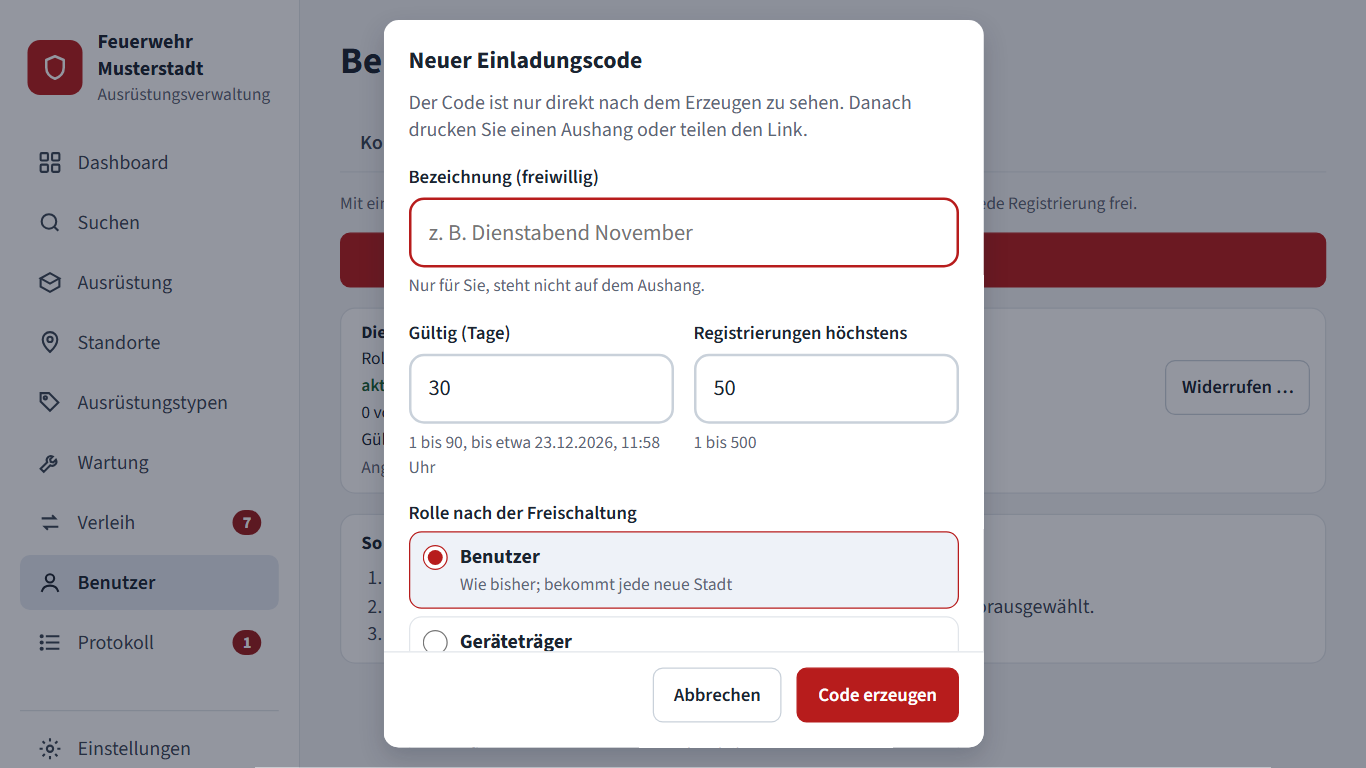 Feuerwehr
Musterstadt
Ausrüstungsverwaltung
Dashboard
Suchen
Ausrüstung
Standorte
Ausrüstungstypen
Wartung
Verleih 7
Benutzer
Protokoll 1
Einstellungen
Neuer Einladungscode
Der Code ist nur direkt nach dem Erzeugen zu sehen. Danach
drucken Sie einen Aushang oder teilen den Link.
Bezeichnung (freiwillig)
z. B. Dienstabend November
Nur für Sie, steht nicht auf dem Aushang.
Gültig (Tage) Registrierungen höchstens
30 50
1 bis 90, bis etwa 23.12.2026, 11:58 1 bis 500
Uhr
Rolle nach der Freischaltung
Benutzer
Wie bisher; bekommt jede neue Stadt
Geräteträger
Abbrechen Code erzeugen
Registrierung frei.
Widerrufen ...
1.
2.
3.